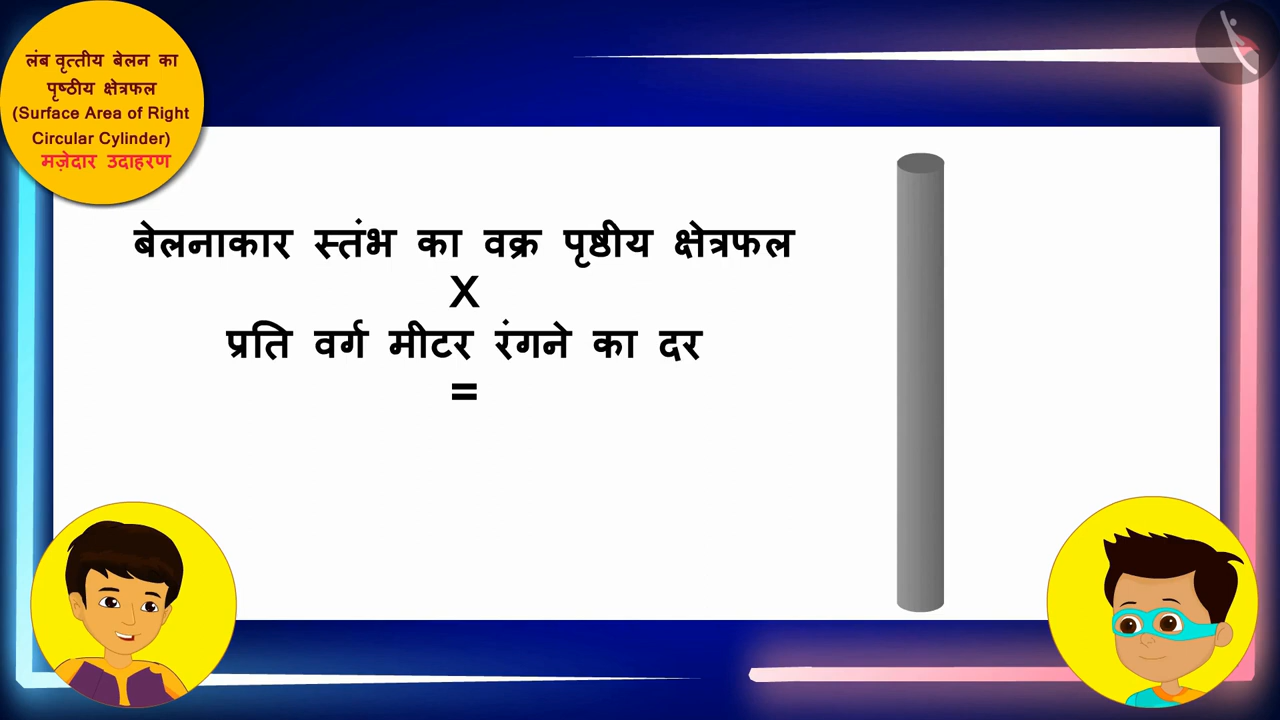 लंब वृत्तीय बेलन का
पृष्ठीय क्षेत्रफल
(Surface Area of Right
Circular Cylinder)
मज़ेदार उदाहरण
बेलनाकार स्तंभ का वक्र पृष्ठीय क्षेत्रफल
X
प्रति वर्ग मीटर रंगने का दर
=